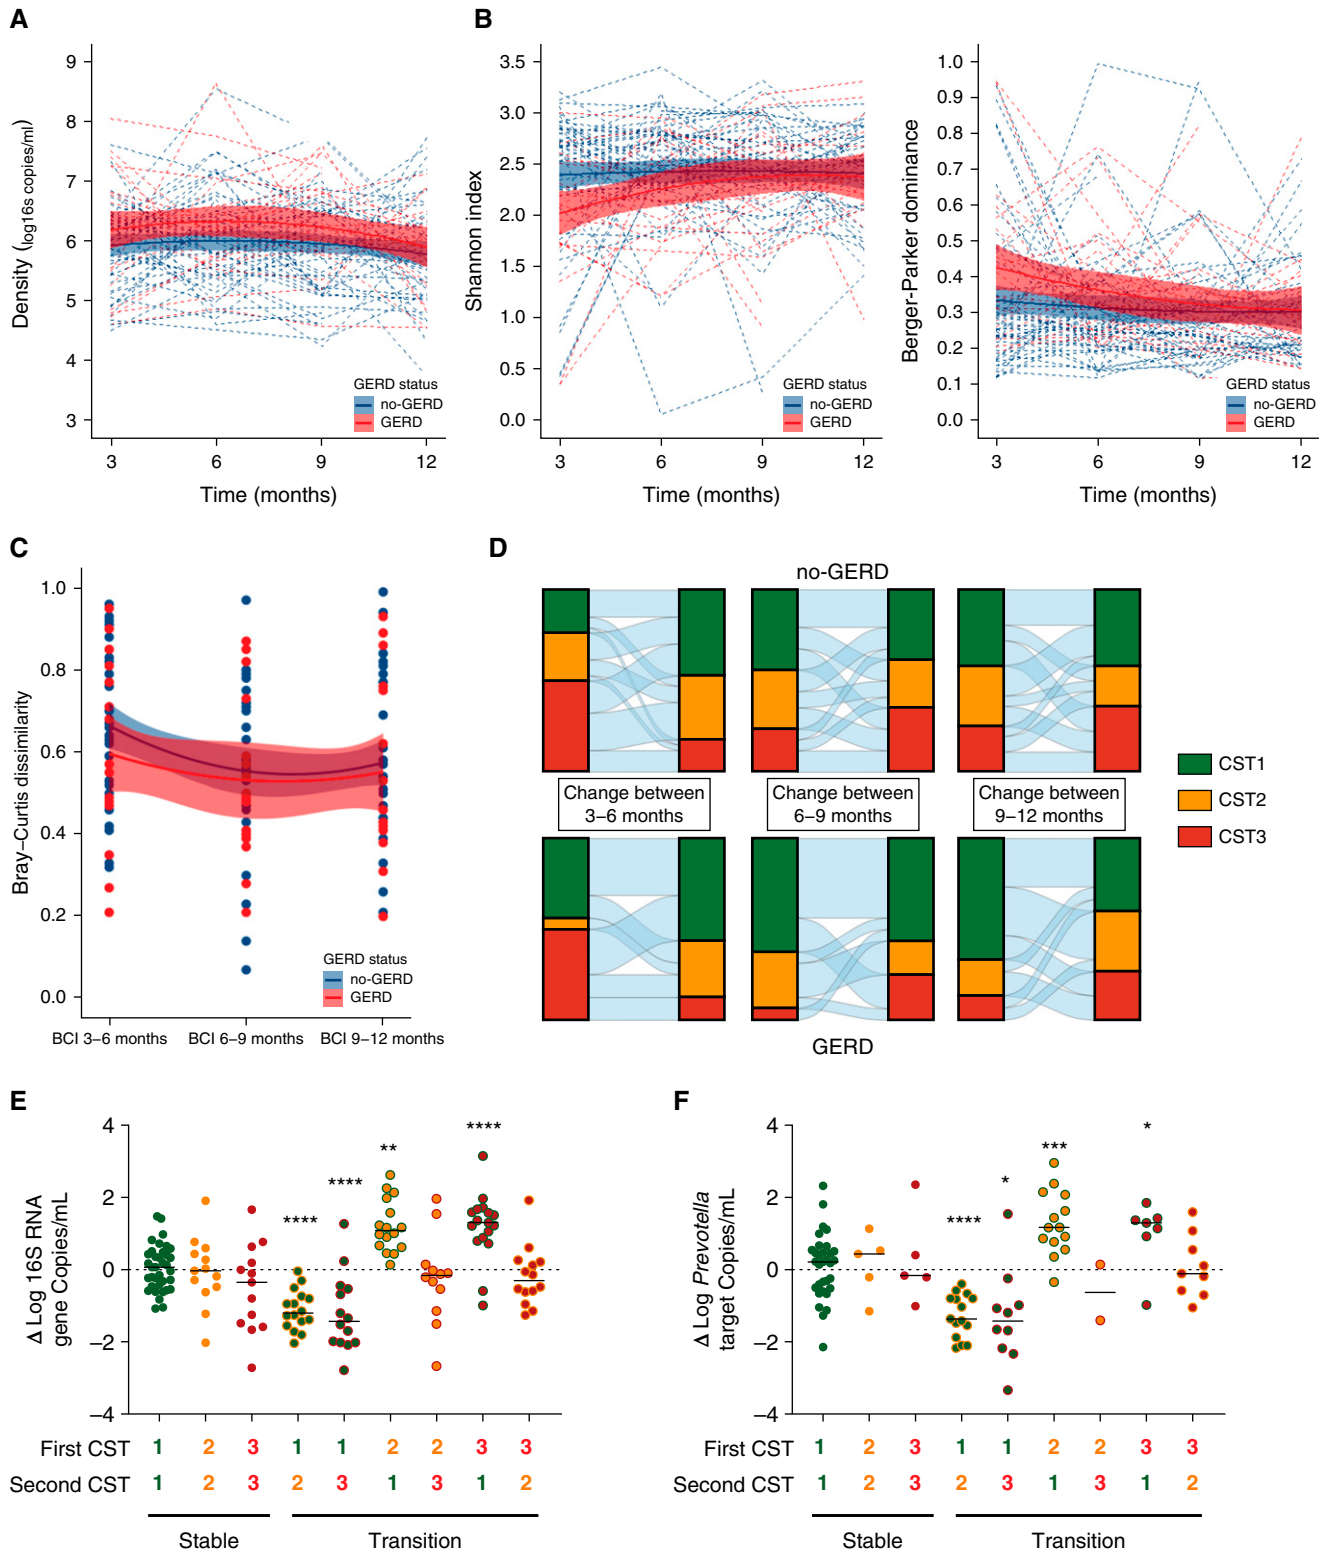 A
B
9
8
7
6
5
4
3
Density (log16s copies/ml)
3 6 9 12
Time (months)
GERD status
no-GERD
GERD
3.5
3.0
2.5
2.0
1.5
1.0
0.5
0.0
Shannon index
3 6 9 12
Time (months)
GERD status
no-GERD
GERD
1.0
0.9
0.8
0.7
0.6
0.5
0.4
0.3
0.2
0.1
0.0
Berger-Parker dominance
3 6 9 12
Time (months)
GERD status
no-GERD
GERD
C
1.0
0.8
0.6
0.4
0.2
0.0
Bray–Curtis dissimilarity
GERD status
no-GERD
GERD
BCI 3–6 months BCI 6–9 months BCI 9–12 months
D
no-GERD
Change between
3–6 months
Change between
6–9 months
Change between
9–12 months
GERD
CST1
CST2
CST3
E
4
2
0
–2
–4
Δ Log 16S RNA
gene Copies/mL
**** **** ** ****
First CST 1 2 3 1 1 2 2 3 3
Second CST 1 2 3 2 3 1 3 1 2
Stable Transition
F
4
2
0
–2
–4
Δ Log Prevotella
target Copies/mL
**** * *** *
First CST 1 2 3 1 1 2 2 3 3
Second CST 1 2 3 2 3 1 3 1 2
Stable Transition